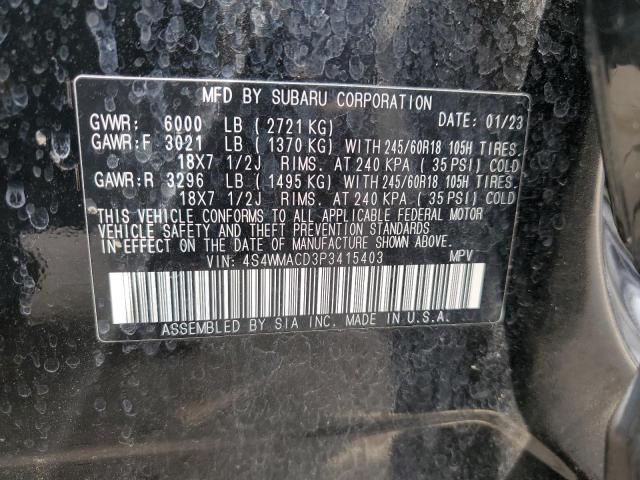 MFD BY SUBARU CORPORATION
GVWR: 6000 LB ( 2721 KG) DATE: 01/23
GAWR:F 3021 LB ( 1370 KG) WITH 245/60R18 105H TIRES.
18X7 1/2J RIMS. AT 240 KPA ( 35 PSI) COLD
GAWR:R 3296 LB ( 1495 KG) WITH 245/60R18 105H TIRES.
18X7 1/2J RIMS. AT 240 KPA ( 35 PSI) COLD
THIS VEHICLE CONFORMS TO ALL APPLICABLE FEDERAL MOTOR
VEHICLE SAFETY AND THEFT PREVENTION STANDARDS
IN EFFECT ON THE DATE OF MANUFACTURE SHOWN ABOVE.
VIN: 4S4WMACD3P3415403 MPV
ASSEMBLED BY SIA INC. MADE IN U.S.A.